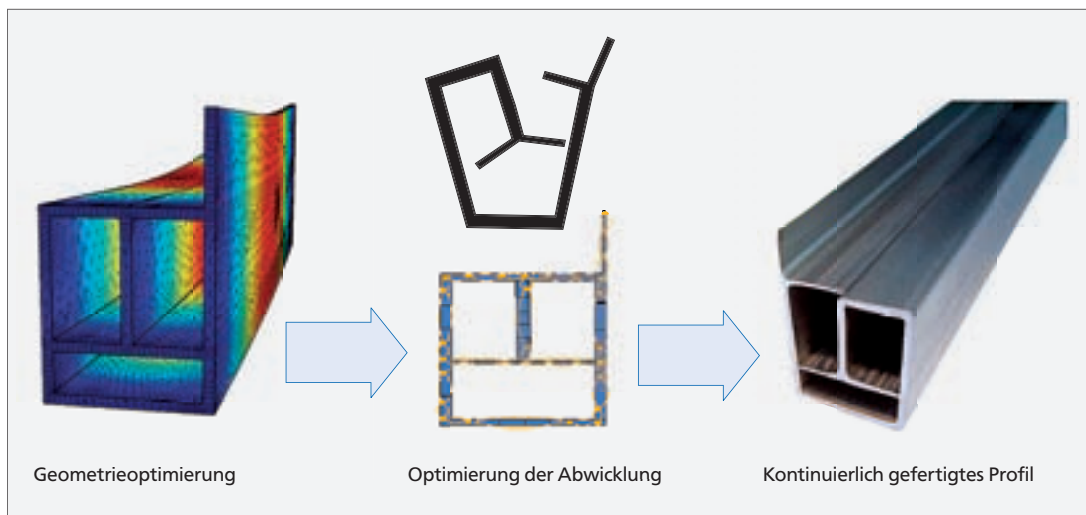 Geometrieoptimierung
Optimierung der Abwicklung
Kontinuierlich gefertigtes Profil